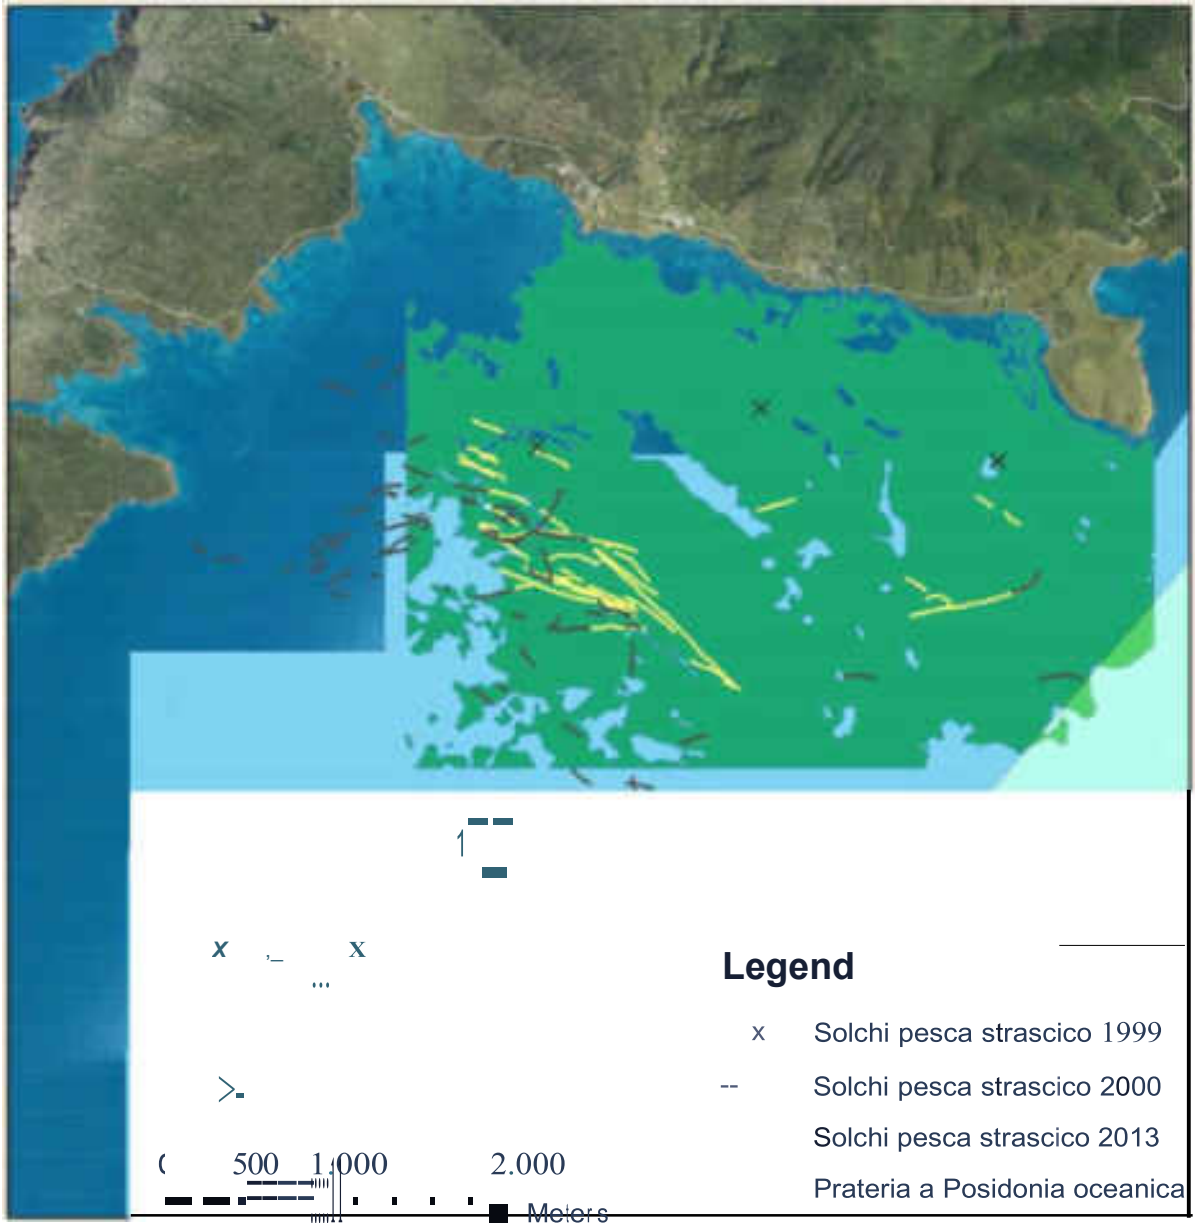 x x
Legend
x Solchi pesca strascico 1999
-- Solchi pesca strascico 2000
Solchi pesca strascico 2013
Prateria a Posidonia oceanica
500 1.000 2.000
Meters